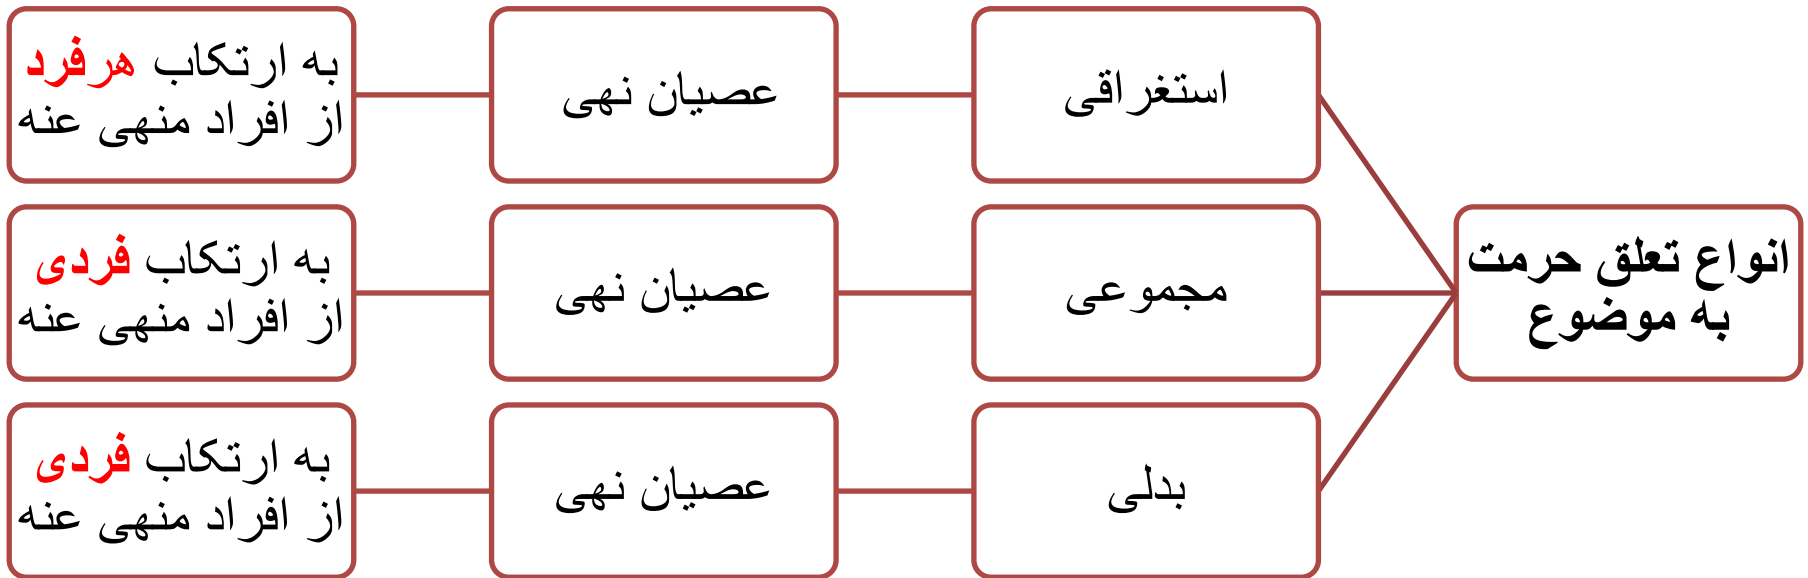 انواع تعلق حرمت
به موضوع
استغراقی
عصیان نهی
به ارتکاب هرفرد
از افراد منهی عنه
مجموعی
عصیان نهی
به ارتکاب فردی
از افراد منهی عنه
بدلی
عصیان نهی
به ارتکاب فردی
از افراد منهی عنه